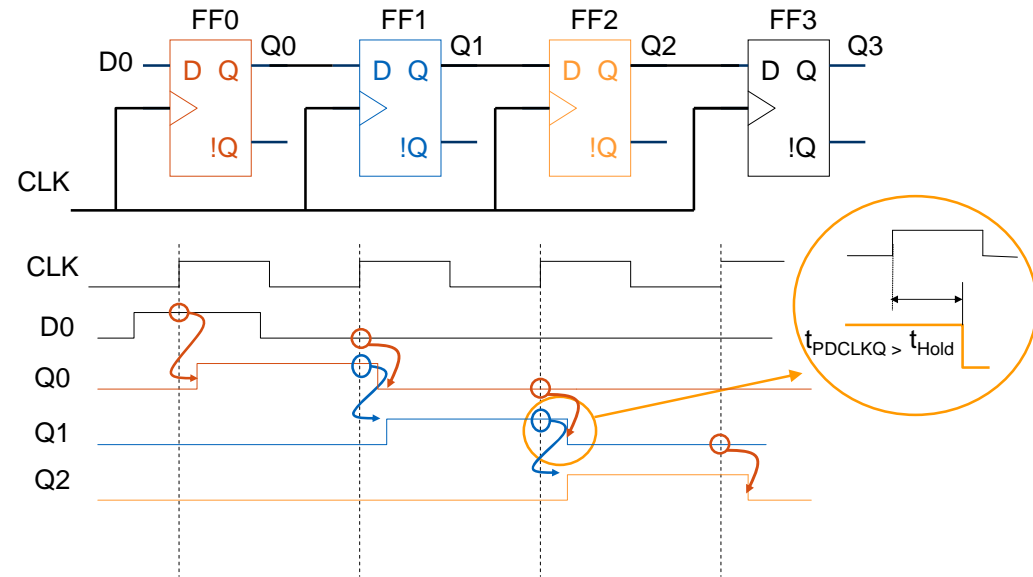 FF0 FF1 FF2 FF3
D0 D Q Q0 D Q Q1 D Q Q2 D Q Q3
!Q !Q !Q !Q
CLK
CLK
D0
Q0
Q1
Q2
tPDCLKQ > tHold